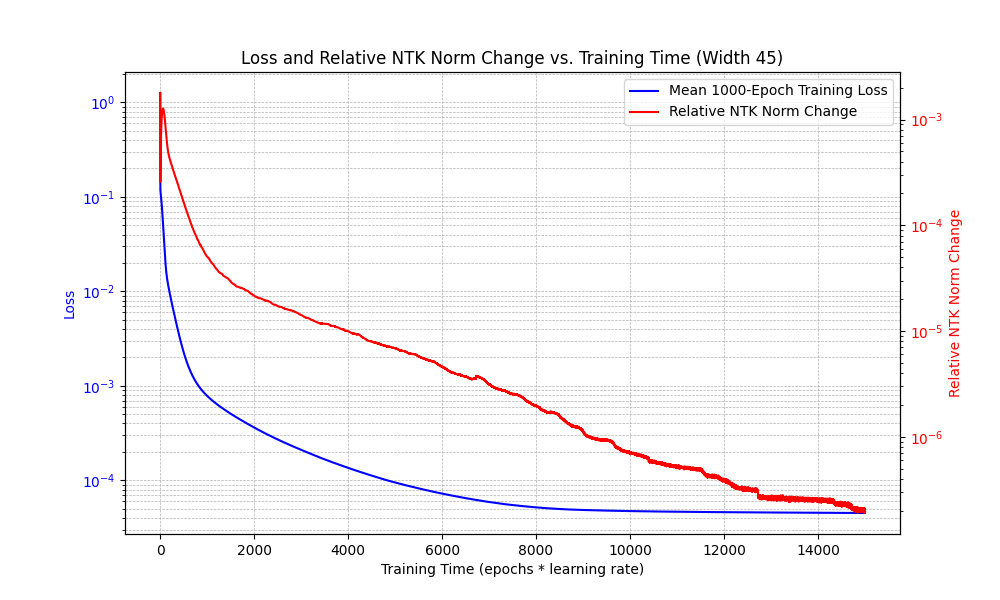 Loss and Relative NTK Norm Change vs. Training Time (Width 45)
Mean 1000-Epoch Training Loss
Relative NTK Norm Change
10⁰
10⁻¹
10⁻²
10⁻³
10⁻⁴
Loss
10⁻³
10⁻⁴
10⁻⁵
10⁻⁶
Relative NTK Norm Change
0 2000 4000 6000 8000 10000 12000 14000
Training Time (epochs * learning rate)